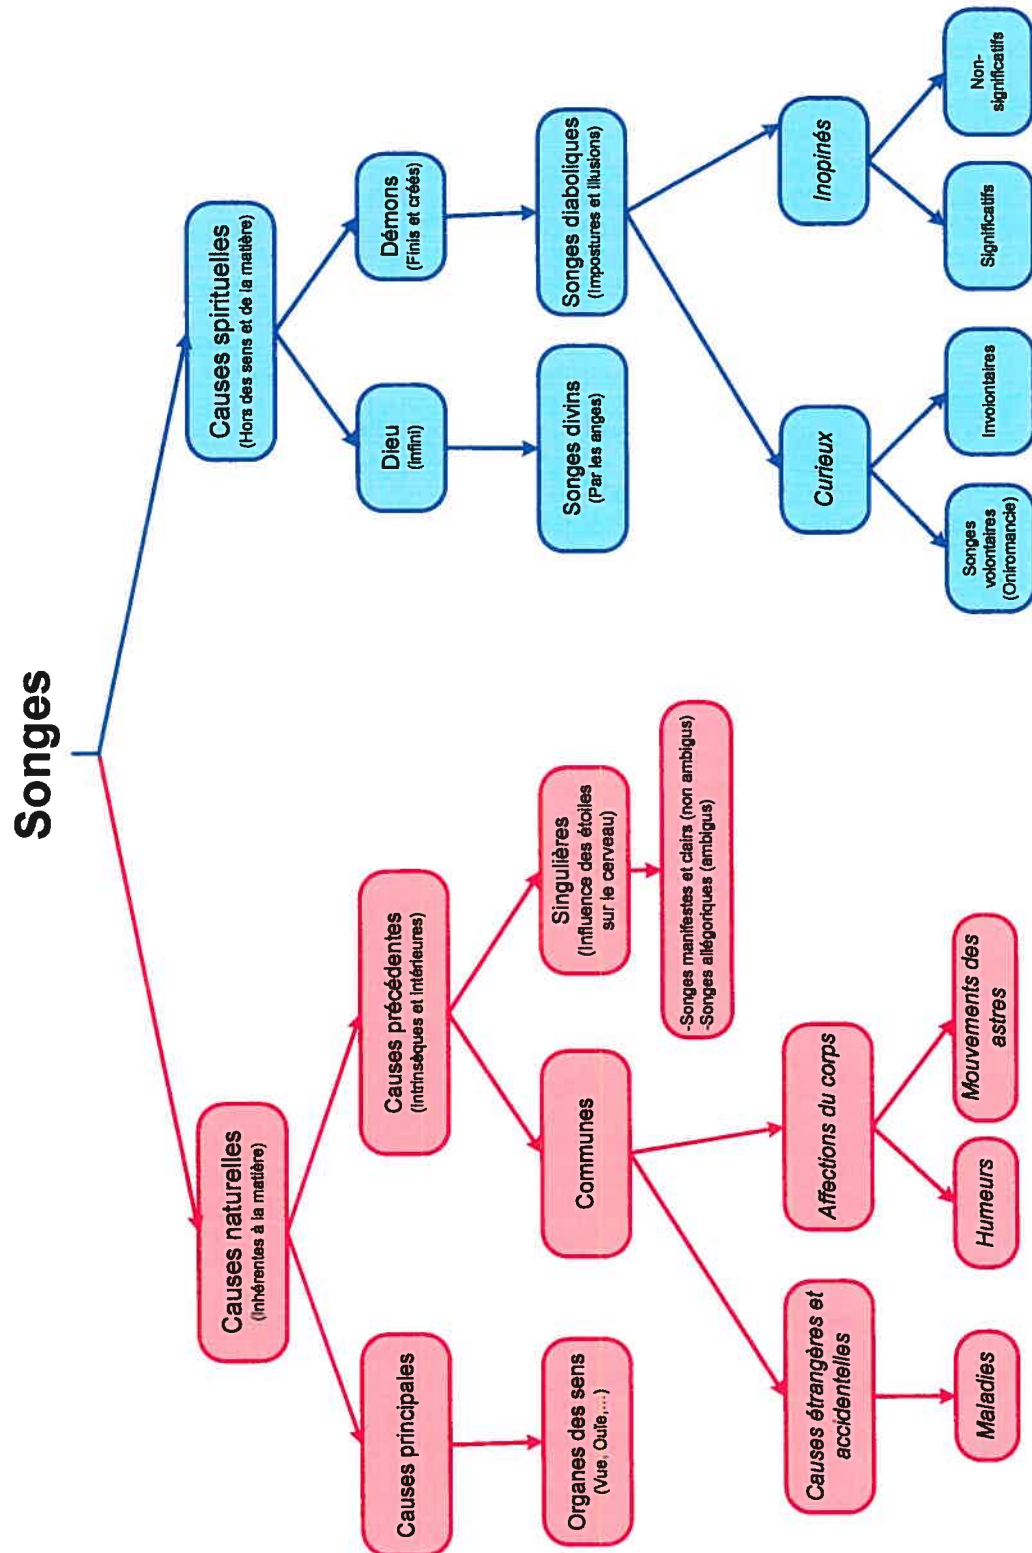 Songes
Causes naturelles
(Inhérentes à la matière)
Causes spirituelles
(Hors des sens et de la matière)
Causes principales
Causes précédentes
(Intrinsèques et intérieures)
Dieu
(Infini)
Démons
(Finis et créés)
Organes des sens
(Vue, Ouïe,...)
Communes
Singulières
(Influence des étoiles
sur le cerveau)
Songes divins
(Par les anges)
Songes diaboliques
(Impostures et illusions)
-Songes manifestes et clairs (non ambigus)
-Songes allégoriques (ambigus)
Causes étrangères et
accidentelles
Affections du corps
Curieux
Inopinés
Maladies
Humeurs
Mouvements des
astres
Songes
volontaires
(Oniromancie)
Involontaires
Significatifs
Non-
significatifs